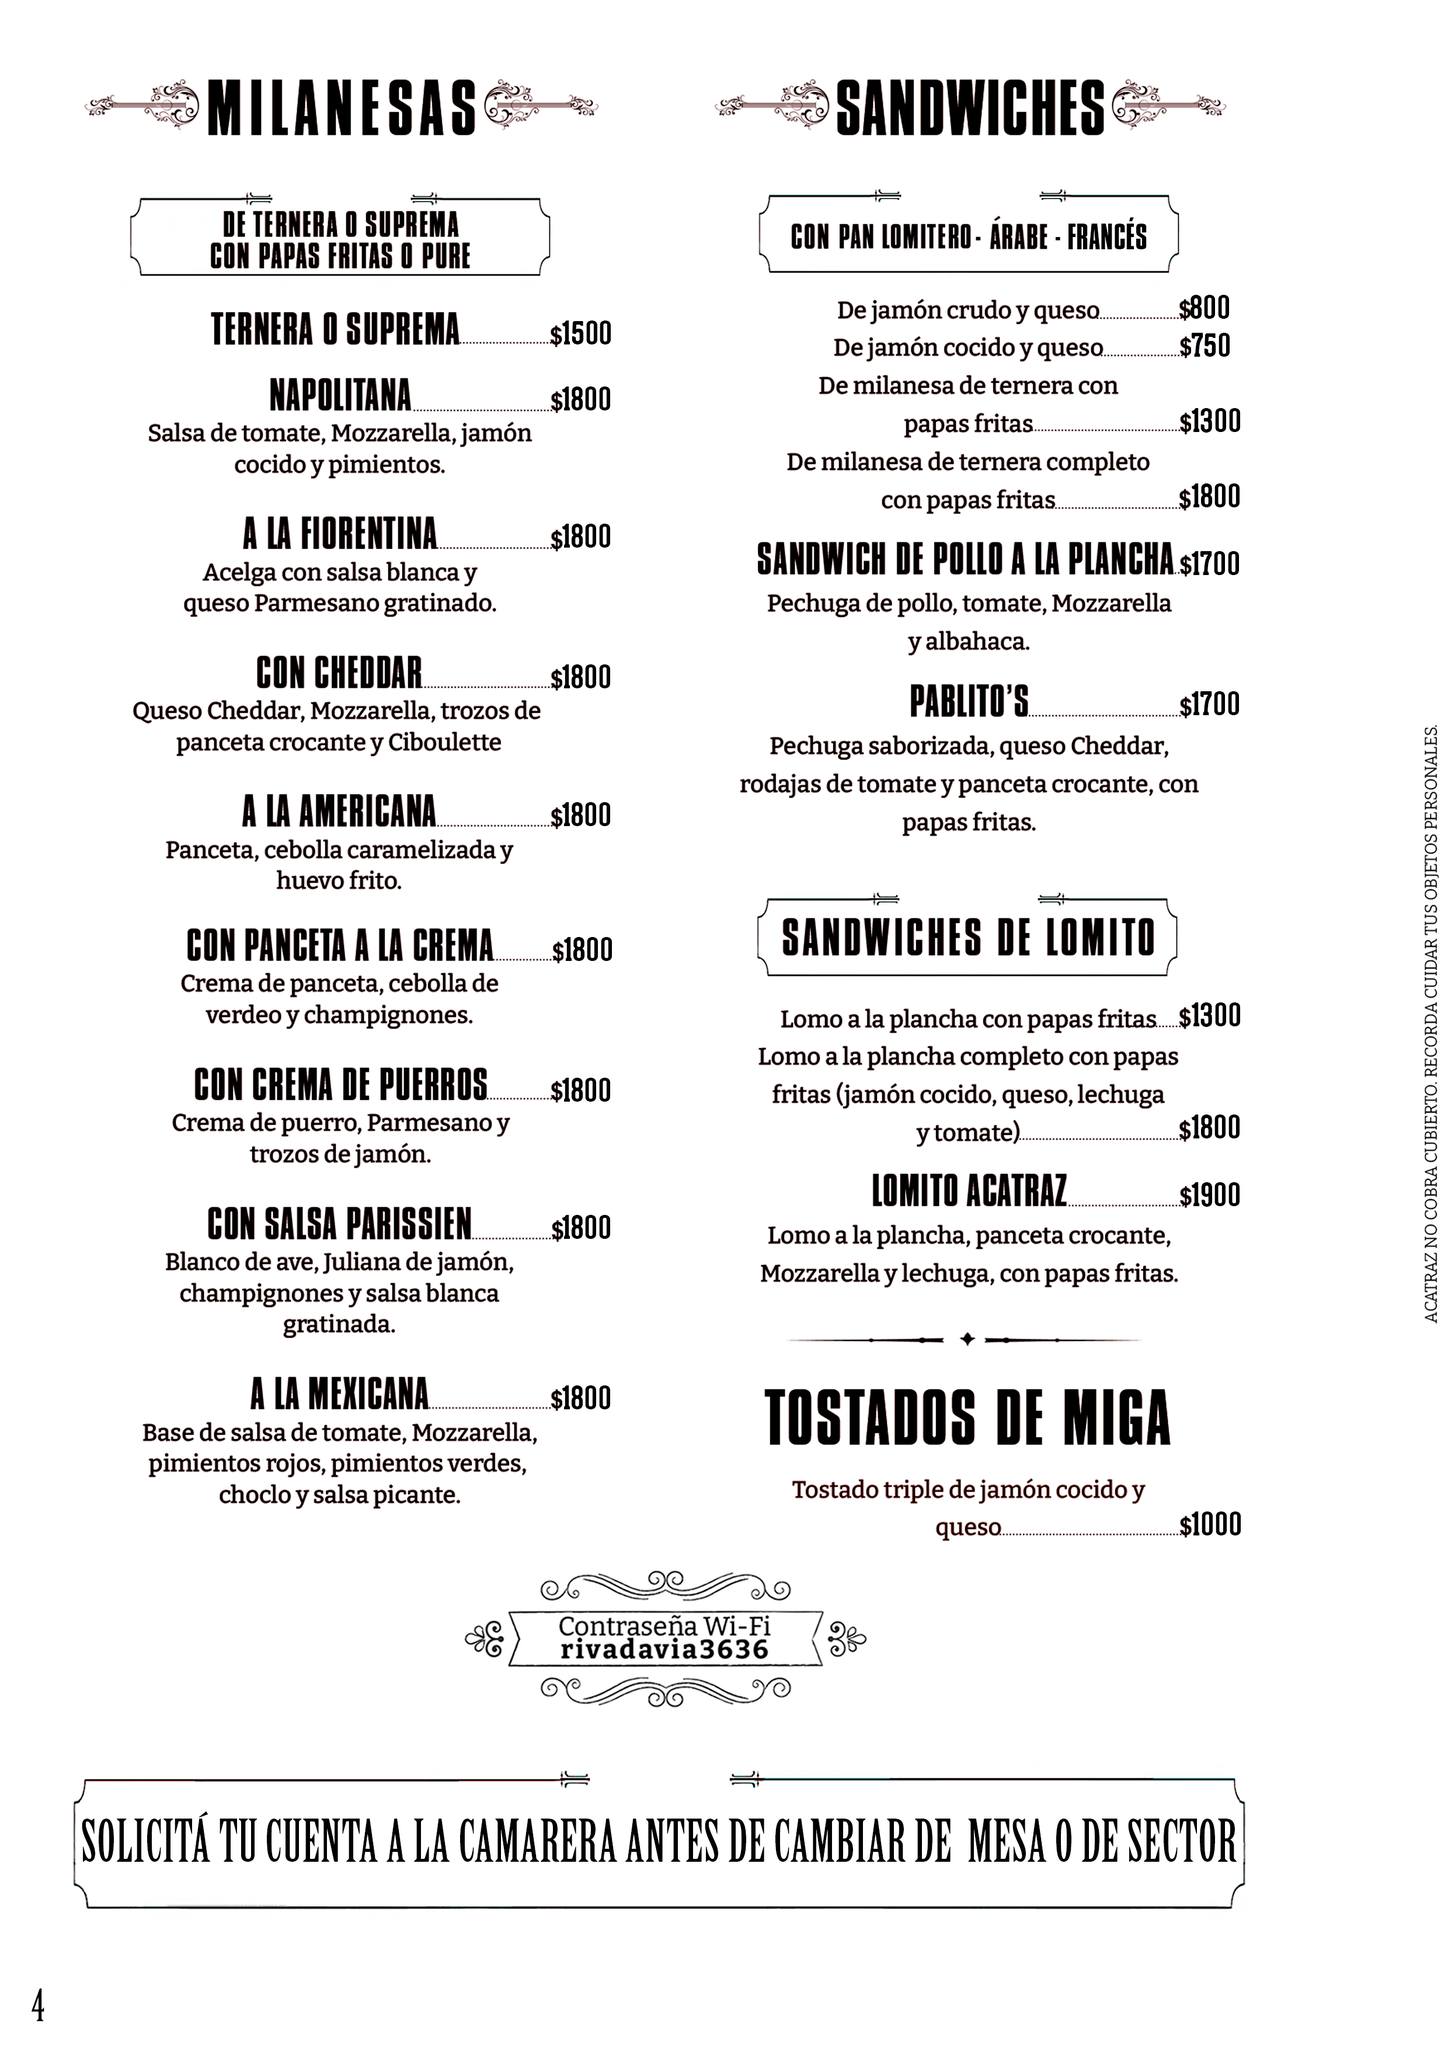 MILANESAS
DE TERNERA O SUPREMA
CON PAPAS FRITAS O PURE
TERNERA O SUPREMA $1500
NAPOLITANA $1800
Salsa de tomate, Mozzarella, jamón
cocido y pimientos.
A LA FIORENTINA $1800
Acelga con salsa blanca y
queso Parmesano gratinado.
CON CHEDDAR $1800
Queso Cheddar, Mozzarella, trozos de
panceta crocante y Ciboulette
A LA AMERICANA $1800
Panceta, cebolla caramelizada y
huevo frito.
CON PANCETA A LA CREMA $1800
Crema de panceta, cebolla de
verdeo y champignones.
CON CREMA DE PUERROS $1800
Crema de puerro, Parmesano y
trozos de jamón.
CON SALSA PARISSIEN $1800
Blanco de ave, Juliana de jamón,
champignones y salsa blanca
gratinada.
A LA MEXICANA $1800
Base de salsa de tomate, Mozzarella,
pimientos rojos, pimientos verdes,
choclo y salsa picante.
SANDWICHES
CON PAN LOMITERO - ÁRABE - FRANCÉS
De jamón crudo y queso $800
De jamón cocido y queso $750
De milanesa de ternera con
papas fritas $1300
De milanesa de ternera completo
con papas fritas $1800
SANDWICH DE POLLO A LA PLANCHA $1700
Pechuga de pollo, tomate, Mozzarella
y albahaca.
PABLITO'S $1700
Pechuga saborizada, queso Cheddar,
rodajas de tomate y panceta crocante, con
papas fritas.
SANDWICHES DE LOMITO
Lomo a la plancha con papas fritas $1300
Lomo a la plancha completo con papas
fritas (jamón cocido, queso, lechuga
y tomate) $1800
LOMITO ACATRAZ $1900
Lomo a la plancha, panceta crocante,
Mozzarella y lechuga, con papas fritas.
TOSTADOS DE MIGA
Tostado triple de jamón cocido y
queso $1000
ACATRAZ NO COBRA CUBIERTO. RECORDA CUIDAR TUS OBJETOS PERSONALES.
Contraseña Wi-Fi
rivadavia3636
SOLICITÁ TU CUENTA A LA CAMARERA ANTES DE CAMBIAR DE MESA O DE SECTOR
4